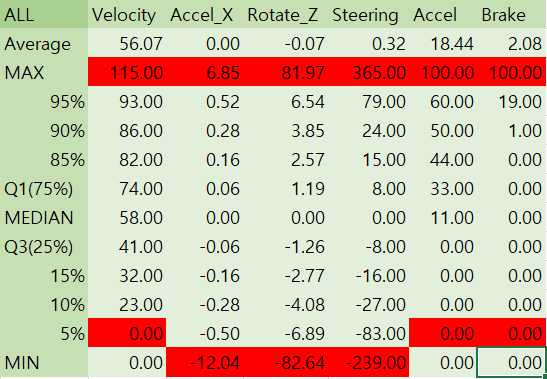 ALL Velocity Accel_X Rotate_Z Steering Accel Brake
Average 56.07 0.00 -0.07 0.32 18.44 2.08
MAX 115.00 6.85 81.97 365.00 100.00 100.00
95% 93.00 0.52 6.54 79.00 60.00 19.00
90% 86.00 0.28 3.85 24.00 50.00 1.00
85% 82.00 0.16 2.57 15.00 44.00 0.00
Q1(75%) 74.00 0.06 1.19 8.00 33.00 0.00
MEDIAN 58.00 0.00 0.00 0.00 11.00 0.00
Q3(25%) 41.00 -0.06 -1.26 -8.00 0.00 0.00
15% 32.00 -0.16 -2.77 -16.00 0.00 0.00
10% 23.00 -0.28 -4.08 -27.00 0.00 0.00
5% 0.00 -0.50 -6.89 -83.00 0.00 0.00
MIN 0.00 -12.04 -82.64 -239.00 0.00 0.00